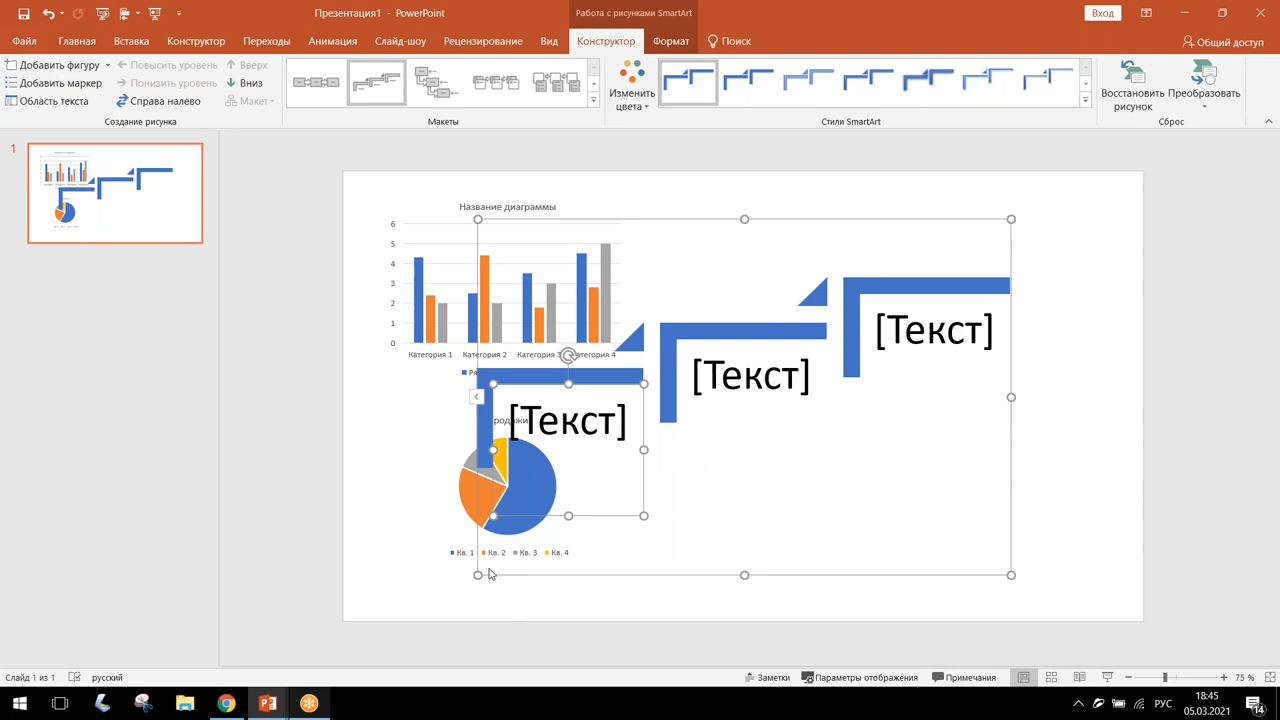 Презентация1 - PowerPoint
Работа с рисунками SmartArt
Вход
Файл Главная Вставка Конструктор Переходы Анимация Слайд-шоу Рецензирование Вид Конструктор Формат Поиск Общий доступ
Добавить фигуру Повысить уровень Вверх
Добавить маркер Понизить уровень Вниз
Область текста Справа налево Макет
Создание рисунка
Макеты
Изменить цвета
Стили SmartArt
Восстановить рисунок
Преобразовать
Сброс
1
Название диаграммы
6
5
4
3
2
1
0
Категория 1 Категория 2 Категория 3
[Текст]
[Текст]
[Текст]
Кв. 1 Кв. 2 Кв. 3 Кв. 4
Слайд 1 из 1 русский Заметки Параметры отображения Примечания 75 %
РУС
18:45
05.03.2021
14